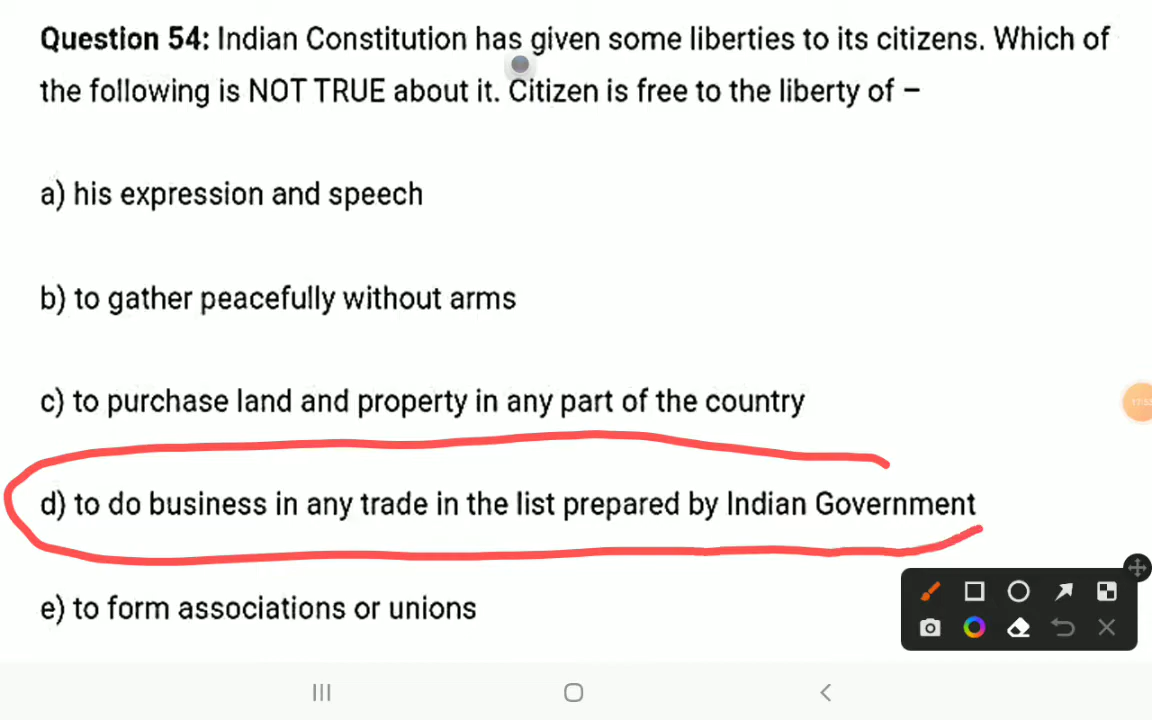 Question 54: Indian Constitution has given some liberties to its citizens. Which of
the following is NOT TRUE about it. Citizen is free to the liberty of –
a) his expression and speech
b) to gather peacefully without arms
c) to purchase land and property in any part of the country
d) to do business in any trade in the list prepared by Indian Government
e) to form associations or unions